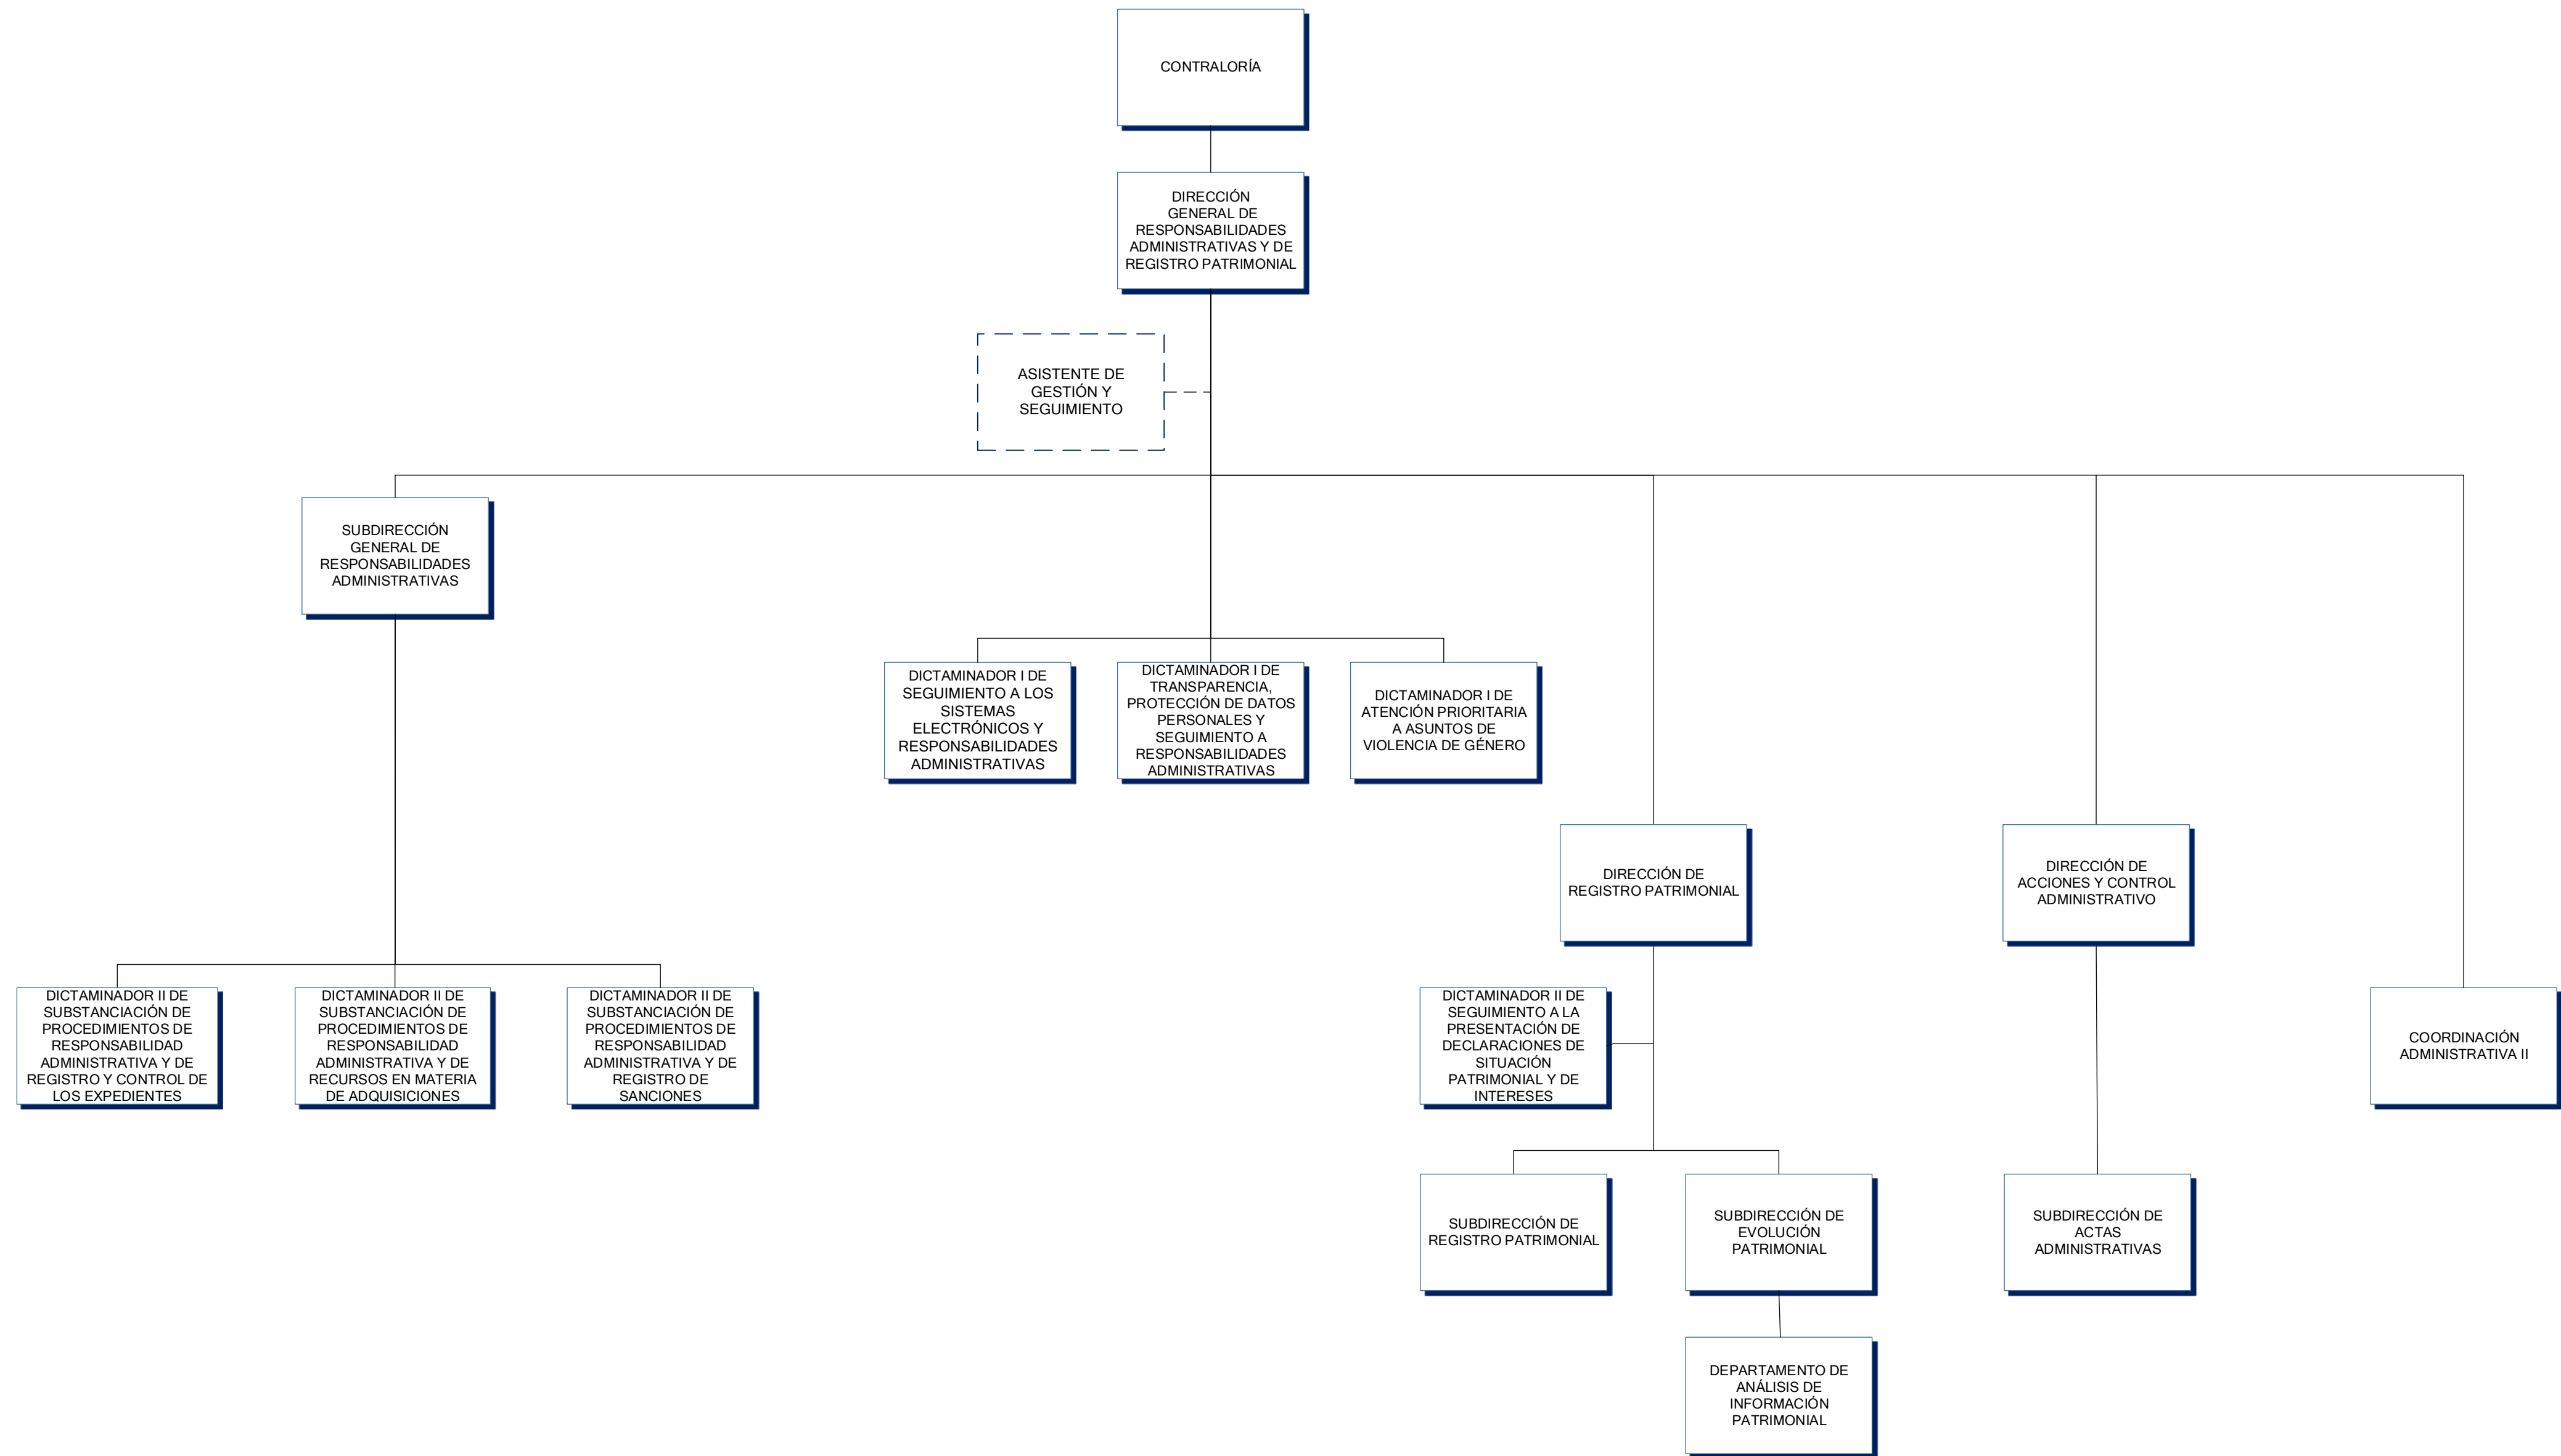 CONTRALORÍA
DIRECCIÓN
GENERAL DE
RESPONSABILIDADES
ADMINISTRATIVAS Y DE
REGISTRO PATRIMONIAL
ASISTENTE DE
GESTIÓN Y
SEGUIMIENTO
SUBDIRECCIÓN
GENERAL DE
RESPONSABILIDADES
ADMINISTRATIVAS
DICTAMINADOR I DE
SEGUIMIENTO A LOS
SISTEMAS
ELECTRÓNICOS Y
RESPONSABILIDADES
ADMINISTRATIVAS
DICTAMINADOR I DE
TRANSPARENCIA,
PROTECCIÓN DE DATOS
PERSONALES Y
SEGUIMIENTO A
RESPONSABILIDADES
ADMINISTRATIVAS
DICTAMINADOR I DE
ATENCIÓN PRIORITARIA
A ASUNTOS DE
VIOLENCIA DE GÉNERO
DIRECCIÓN DE
REGISTRO PATRIMONIAL
DIRECCIÓN DE
ACCIONES Y CONTROL
ADMINISTRATIVO
DICTAMINADOR II DE
SUBSTANCIACIÓN DE
PROCEDIMIENTOS DE
RESPONSABILIDAD
ADMINISTRATIVA Y DE
REGISTRO Y CONTROL DE
LOS EXPEDIENTES
DICTAMINADOR II DE
SUBSTANCIACIÓN DE
PROCEDIMIENTOS DE
RESPONSABILIDAD
ADMINISTRATIVA Y DE
RECURSOS EN MATERIA
DE ADQUISICIONES
DICTAMINADOR II DE
SUBSTANCIACIÓN DE
PROCEDIMIENTOS DE
RESPONSABILIDAD
ADMINISTRATIVA Y DE
REGISTRO DE
SANCIONES
DICTAMINADOR II DE
SEGUIMIENTO A LA
PRESENTACIÓN DE
DECLARACIONES DE
SITUACIÓN
PATRIMONIAL Y DE
INTERESES
COORDINACIÓN
ADMINISTRATIVA II
SUBDIRECCIÓN DE
REGISTRO PATRIMONIAL
SUBDIRECCIÓN DE
EVOLUCIÓN
PATRIMONIAL
SUBDIRECCIÓN DE
ACTAS
ADMINISTRATIVAS
DEPARTAMENTO DE
ANÁLISIS DE
INFORMACIÓN
PATRIMONIAL